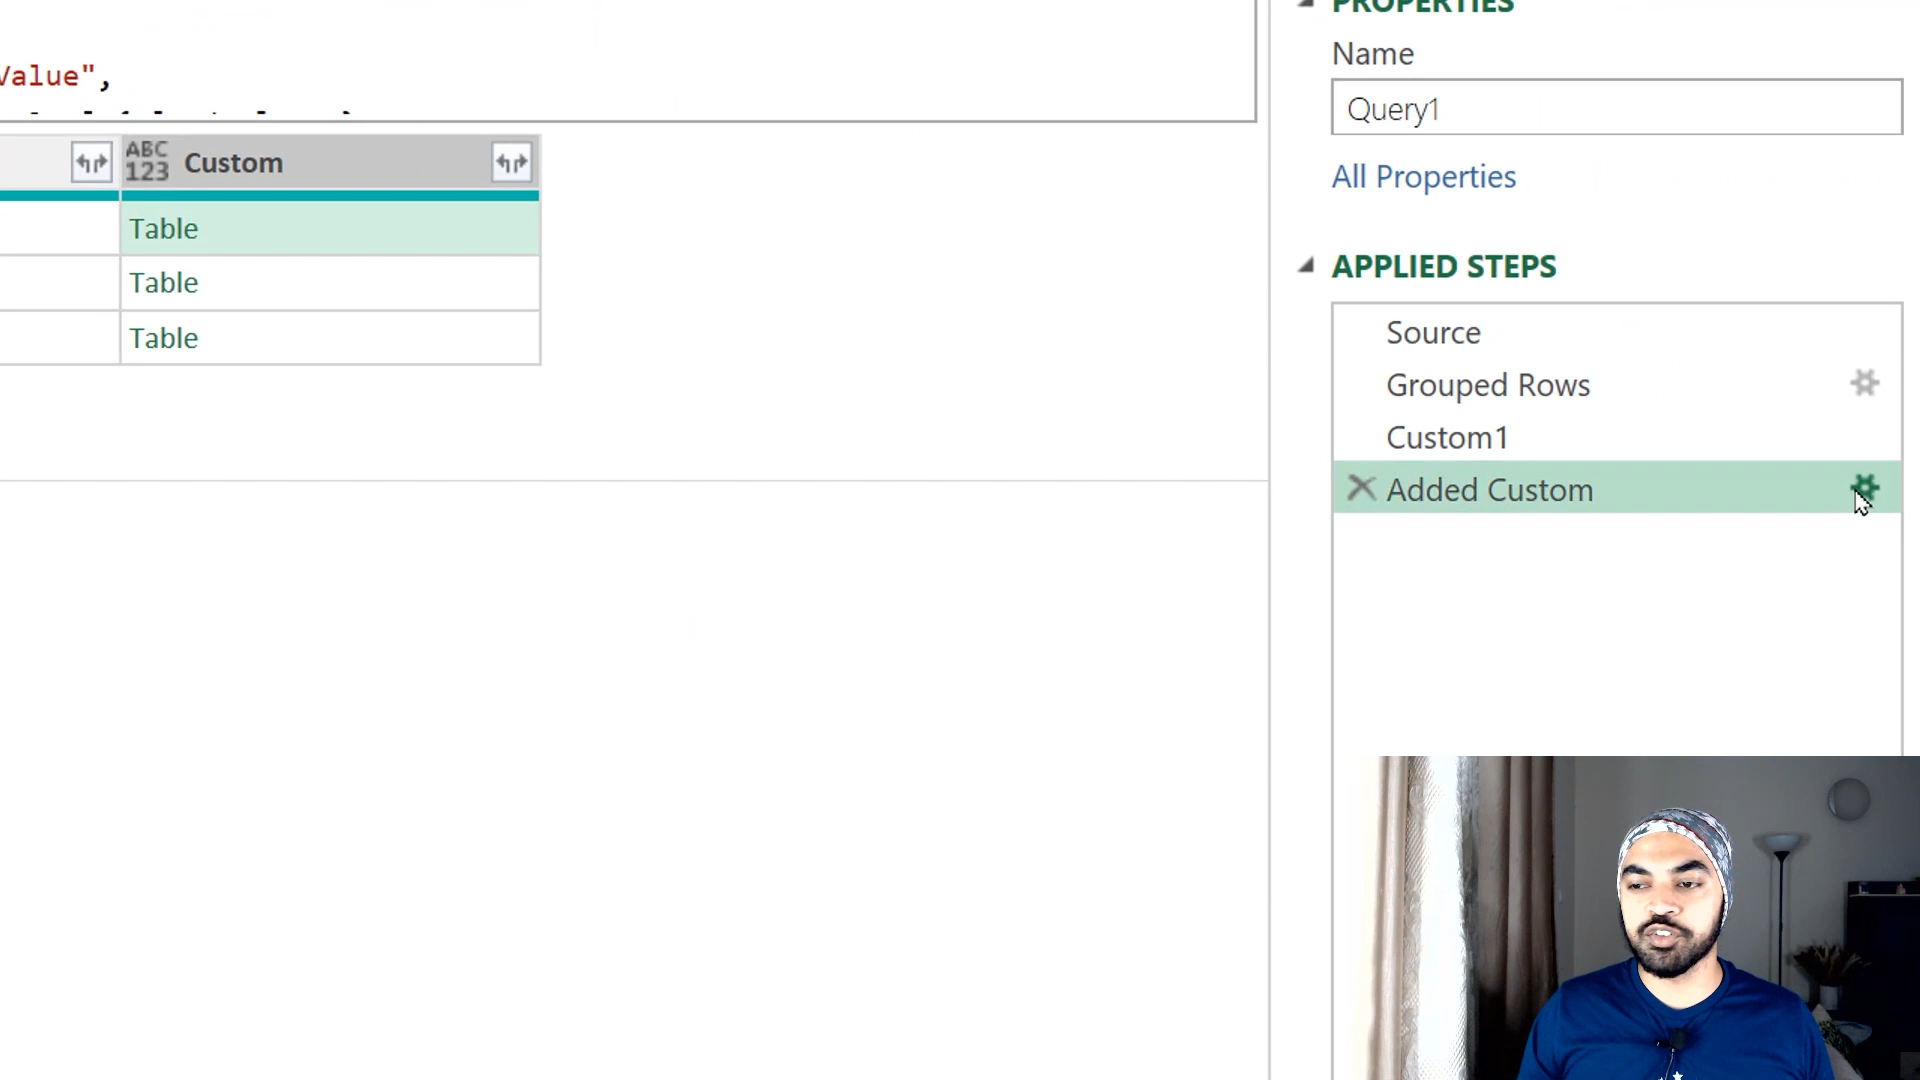 PROPERTIES
Name
Value",
Query1
ABC
123 Custom
All Properties
Table
Table
Table
APPLIED STEPS
Source
Grouped Rows
Custom1
Added Custom